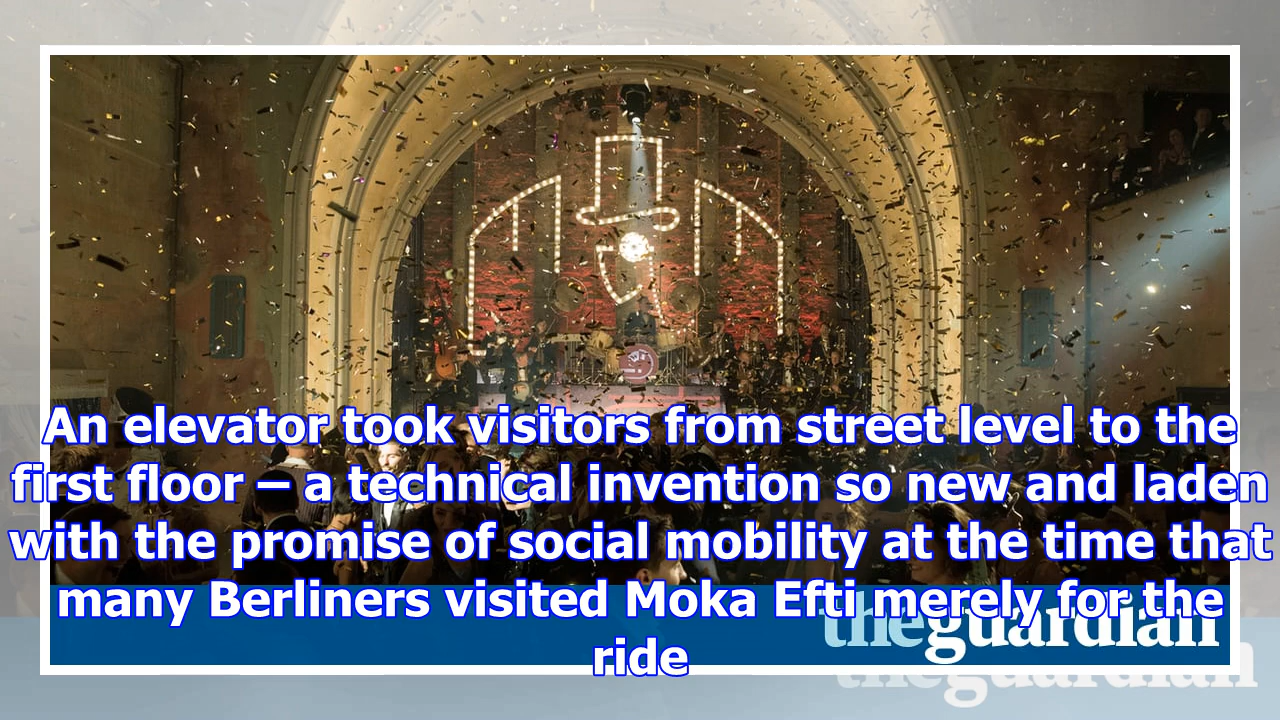 An elevator took visitors from street level to the
first floor – a technical invention so new and laden
with the promise of social mobility at the time that
many Berliners visited Moka Efti merely for the
ride
theguardian
theguardian